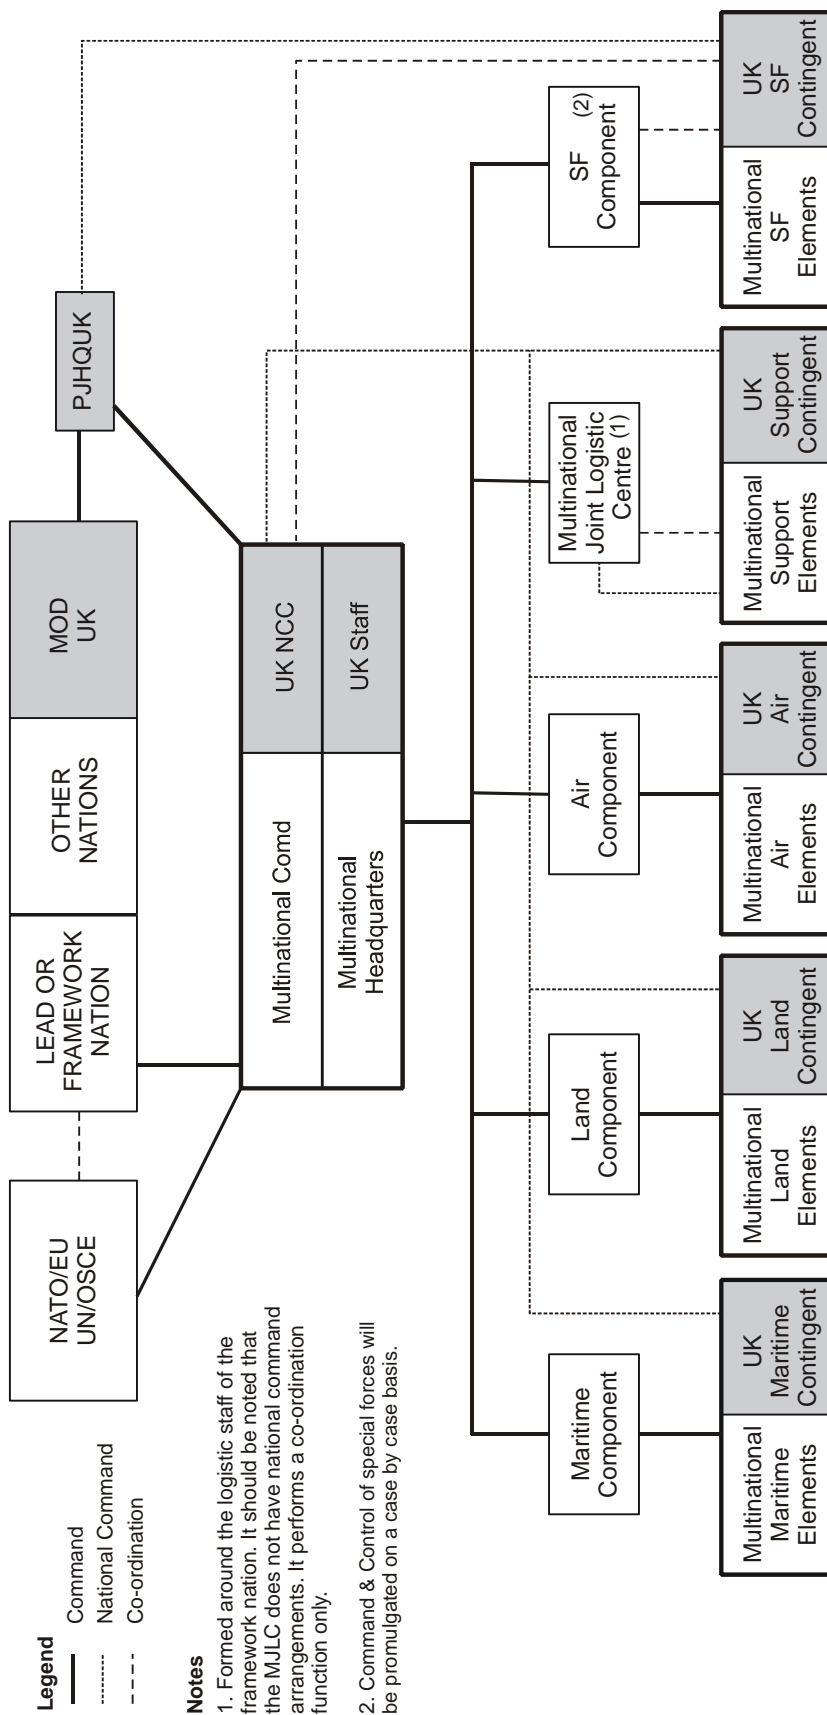 NATO/EU
UN/OSCE
LEAD OR
FRAMEWORK
NATION
OTHER
NATIONS
MOD
UK
PJHQUK
Legend
Command
National Command
Co-ordination
Notes
1. Formed around the logistic staff of the
framework nation. It should be noted that
the MJLC does not have national command
arrangements. It performs a co-ordination
function only.
2. Command & Control of special forces will
be promulgated on a case by case basis.
Multinational Comd
UK NCC
Multinational
Headquarters
UK Staff
Maritime
Component
Land
Component
Air
Component
Multinational
Joint Logistic
Centre (1)
SF (2)
Component
Multinational
Maritime
Elements
UK
Maritime
Contingent
Multinational
Land
Elements
UK
Land
Contingent
Multinational
Air
Elements
UK
Air
Contingent
Multinational
Support
Elements
UK
Support
Contingent
Multinational
SF
Elements
UK
SF
Contingent